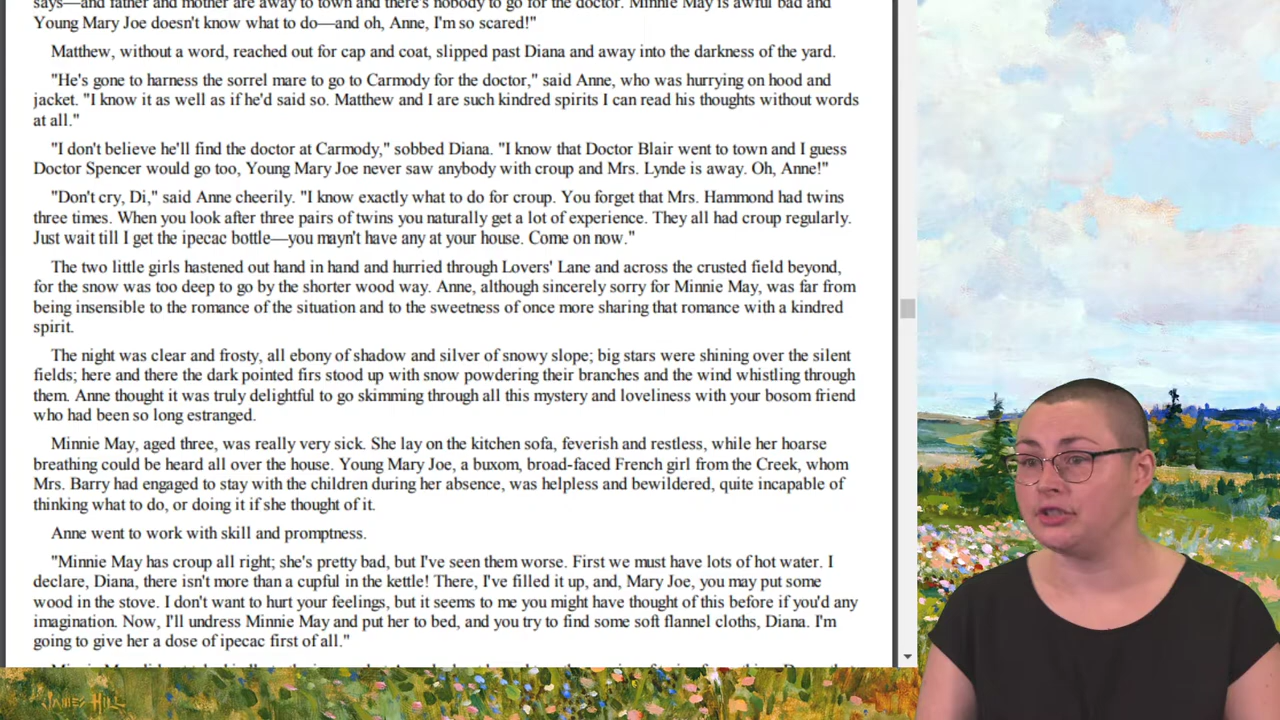 says—and father and mother are away to town and there's nobody to go for the doctor. Minnie May is awful bad and
Young Mary Joe doesn't know what to do—and oh, Anne, I'm so scared!"
Matthew, without a word, reached out for cap and coat, slipped past Diana and away into the darkness of the yard.
"He's gone to harness the sorrel mare to go to Carmody for the doctor," said Anne, who was hurrying on hood and
jacket. "I know it as well as if he'd said so. Matthew and I are such kindred spirits I can read his thoughts without words
at all."
"I don't believe he'll find the doctor at Carmody," sobbed Diana. "I know that Doctor Blair went to town and I guess
Doctor Spencer would go too, Young Mary Joe never saw anybody with croup and Mrs. Lynde is away. Oh, Anne!"
"Don't cry, Di," said Anne cheerily. "I know exactly what to do for croup. You forget that Mrs. Hammond had twins
three times. When you look after three pairs of twins you naturally get a lot of experience. They all had croup regularly.
Just wait till I get the ipecac bottle—you mayn't have any at your house. Come on now."
The two little girls hastened out hand in hand and hurried through Lovers' Lane and across the crusted field beyond,
for the snow was too deep to go by the shorter wood way. Anne, although sincerely sorry for Minnie May, was far from
being insensible to the romance of the situation and to the sweetness of once more sharing that romance with a kindred
spirit.
The night was clear and frosty, all ebony of shadow and silver of snowy slope; big stars were shining over the silent
fields; here and there the dark pointed firs stood up with snow powdering their branches and the wind whistling through
them. Anne thought it was truly delightful to go skimming through all this mystery and loveliness with your bosom friend
who had been so long estranged.
Minnie May, aged three, was really very sick. She lay on the kitchen sofa, feverish and restless, while her hoarse
breathing could be heard all over the house. Young Mary Joe, a buxom, broad-faced French girl from the Creek, whom
Mrs. Barry had engaged to stay with the children during her absence, was helpless and bewildered, quite incapable of
thinking what to do, or doing it if she thought of it.
Anne went to work with skill and promptness.
"Minnie May has croup all right; she's pretty bad, but I've seen them worse. First we must have lots of hot water. I
declare, Diana, there isn't more than a cupful in the kettle! There, I've filled it up, and, Mary Joe, you may put some
wood in the stove. I don't want to hurt your feelings, but it seems to me you might have thought of this before if you'd any
imagination. Now, I'll undress Minnie May and put her to bed, and you try to find some soft flannel cloths, Diana. I'm
going to give her a dose of ipecac first of all."
JAMES HILL